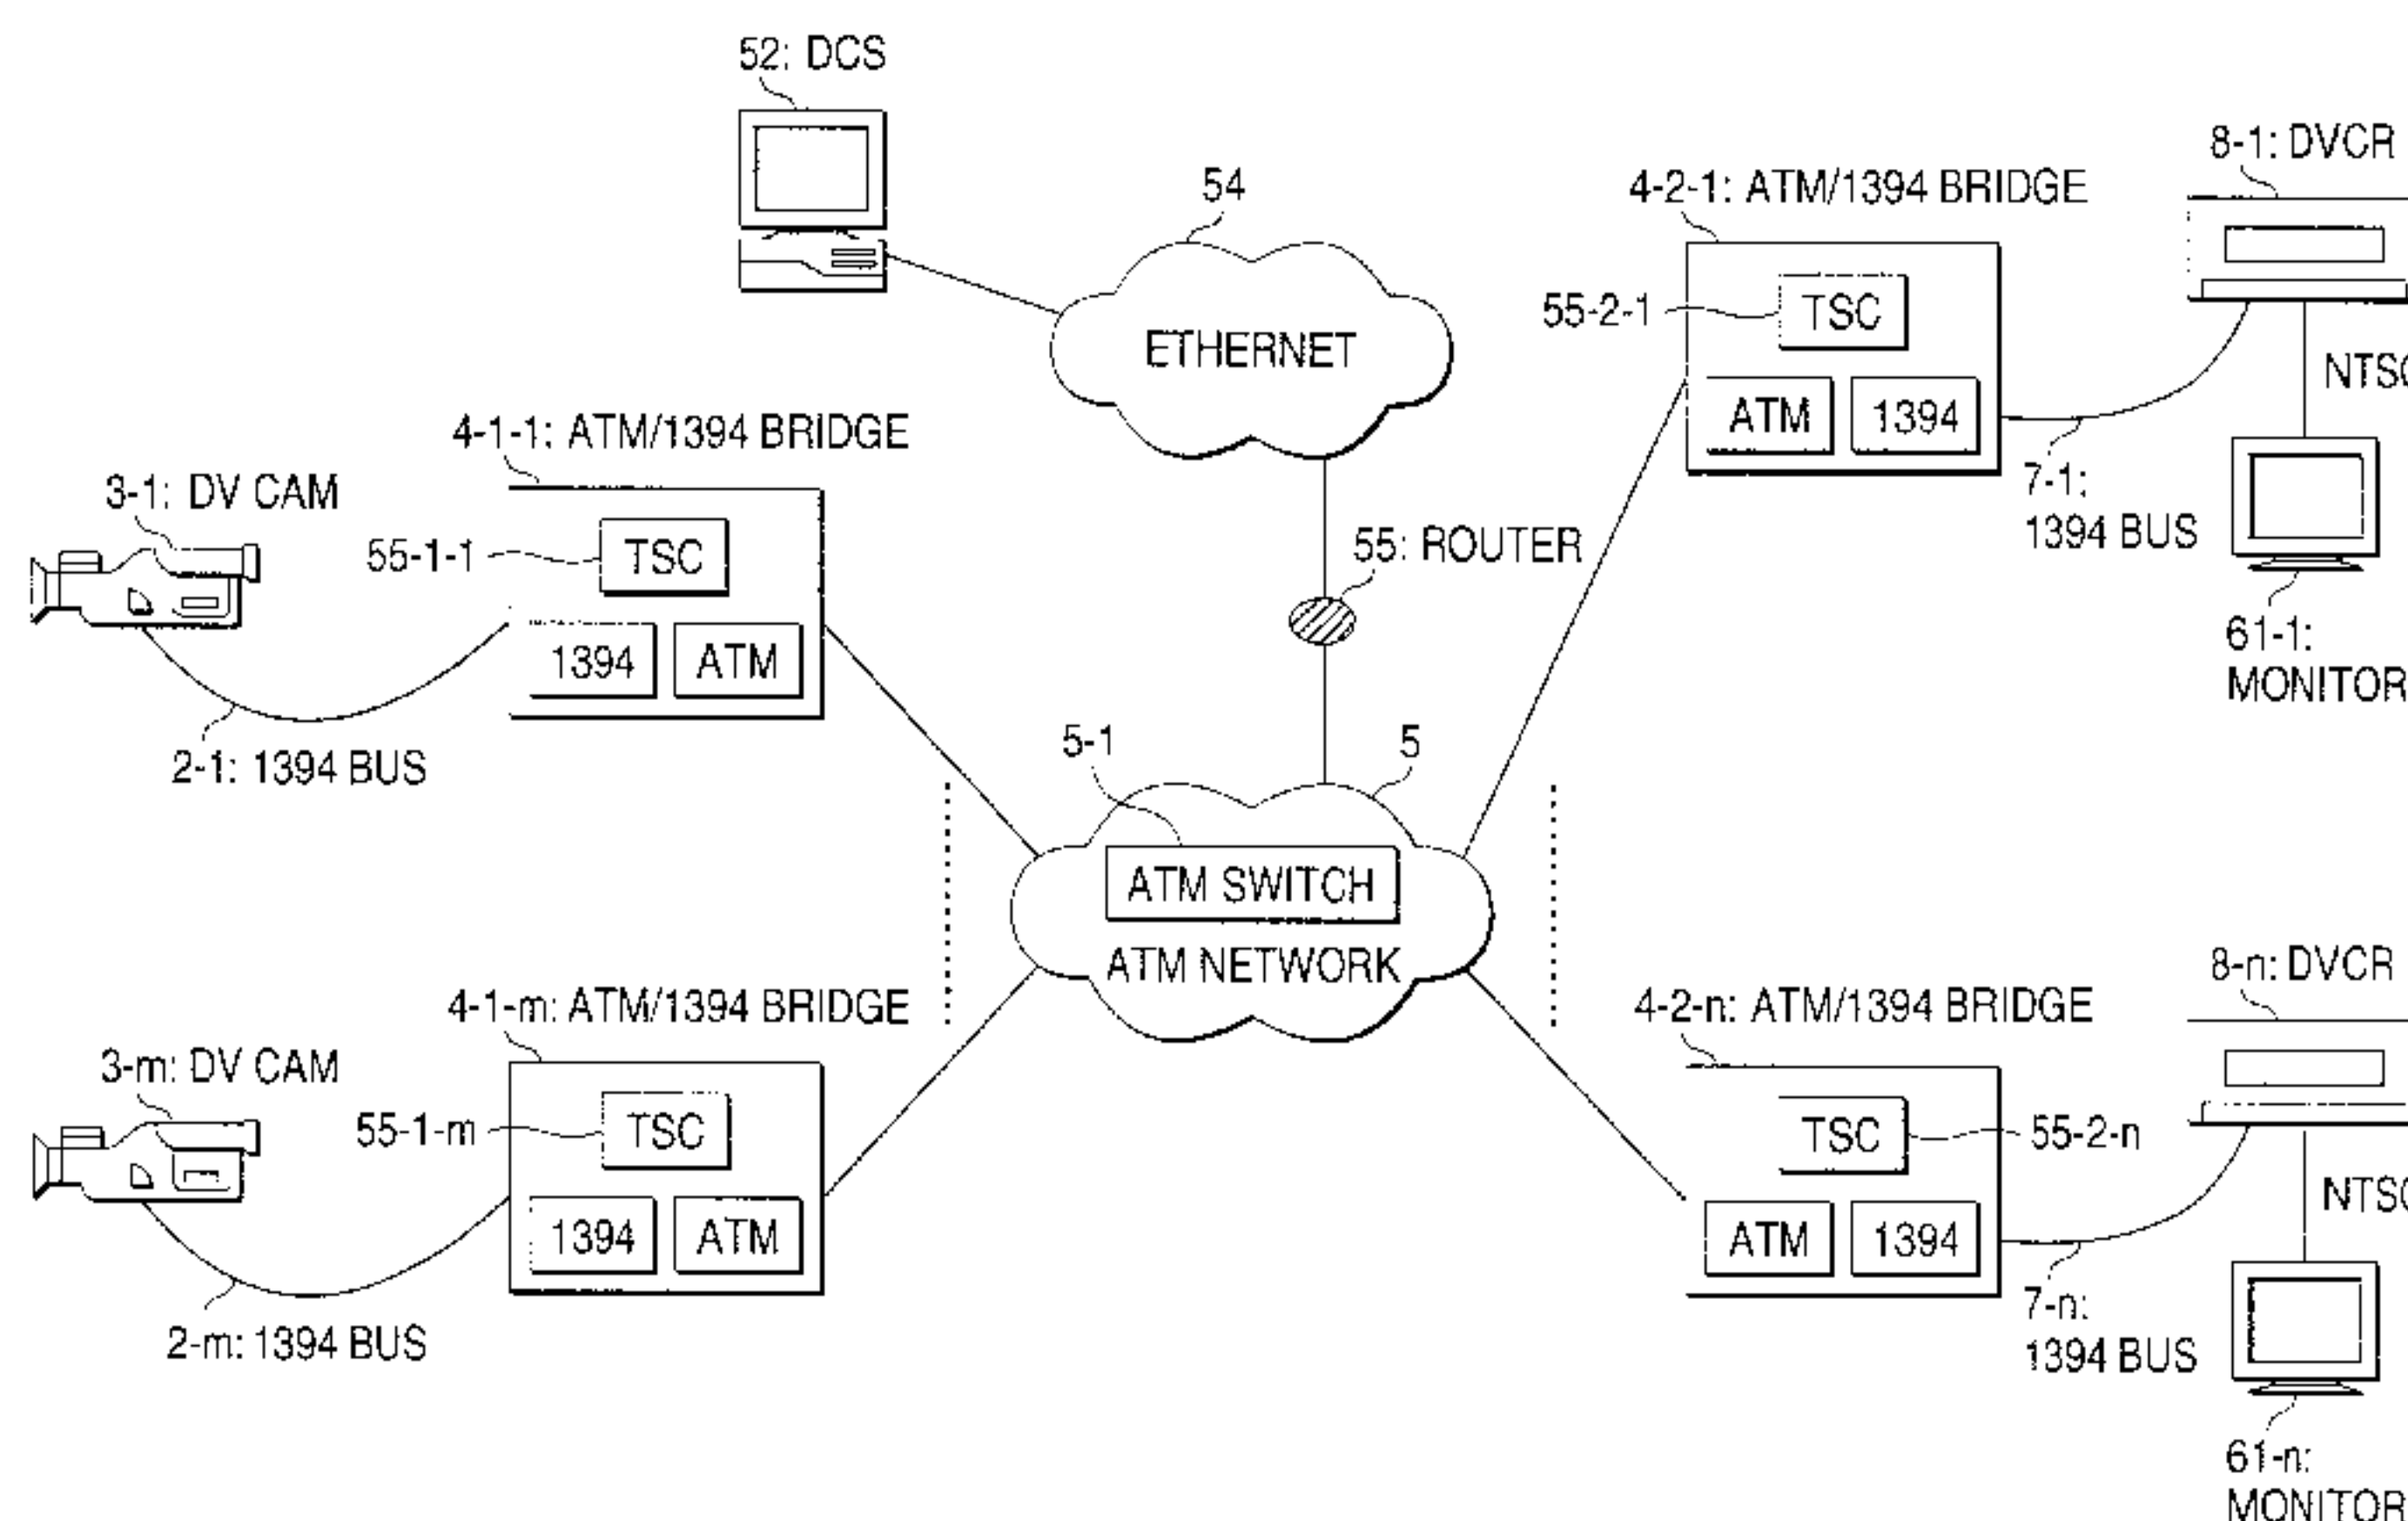 52: DCS
54
ETHERNET
8-1: DVCR
4-2-1: ATM/1394 BRIDGE
55-2-1
TSC
ATM
1394
7-1:
1394 BUS
61-1:
MONITOR
4-1-1: ATM/1394 BRIDGE
3-1: DV CAM
55-1-1
TSC
1394
ATM
2-1: 1394 BUS
55: ROUTER
5-1
5
ATM SWITCH
ATM NETWORK
4-1-m: ATM/1394 BRIDGE
3-m: DV CAM
55-1-m
TSC
1394
ATM
2-m: 1394 BUS
8-n: DVCR
4-2-n: ATM/1394 BRIDGE
TSC
55-2-n
ATM
1394
7-n:
1394 BUS
61-n:
MONITOR